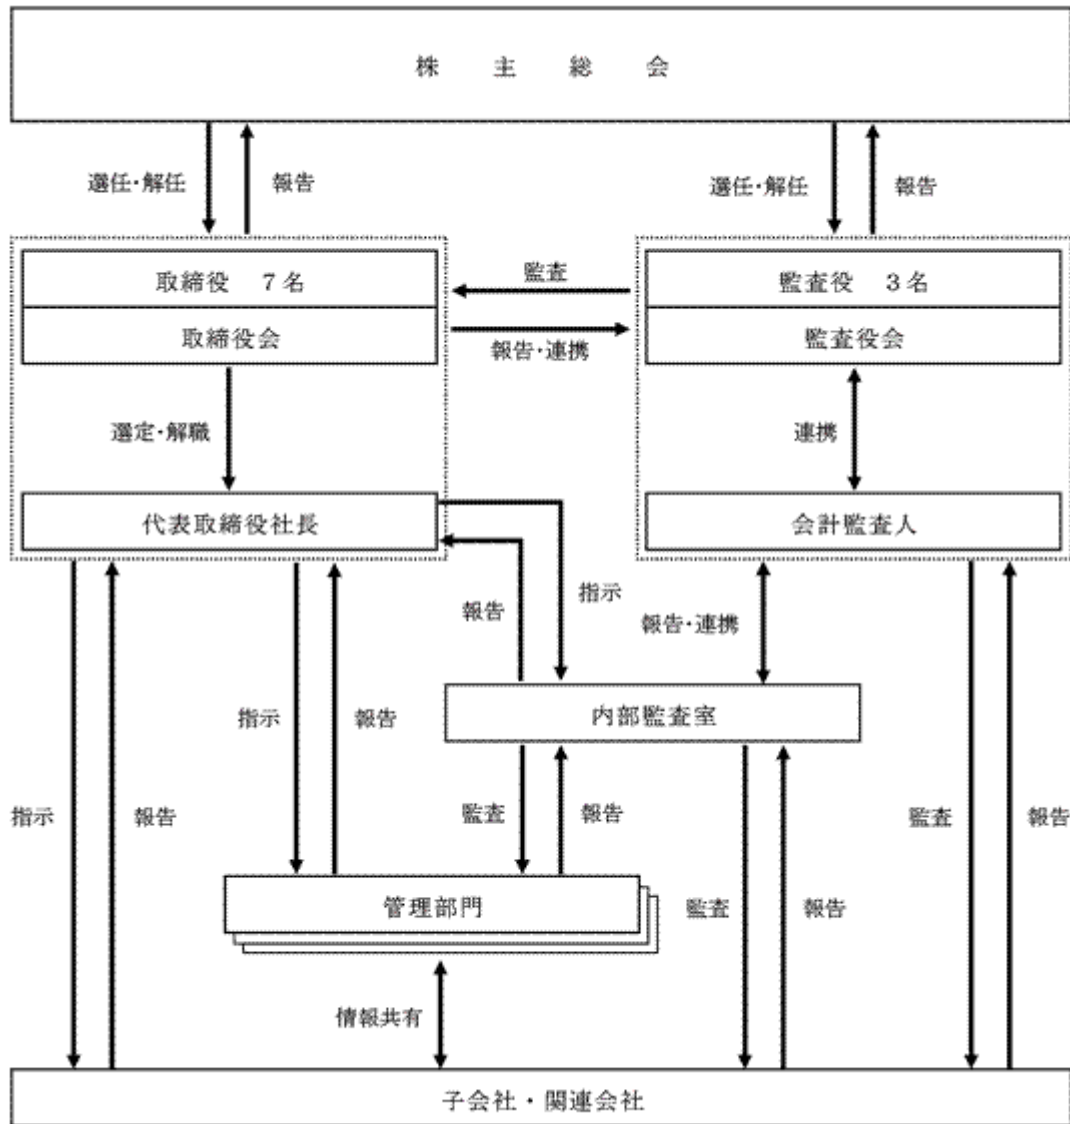 株主総会
選任・解任
報告
選任・解任
報告
取締役 7名
取締役会
監査
報告・連携
監査役 3名
監査役会
選定・解職
連携
代表取締役社長
会計監査人
報告
指示
報告・連携
指示
報告
内部監査室
指示
報告
監査
報告
監査
報告
管理部門
監査
報告
情報共有
子会社・関連会社